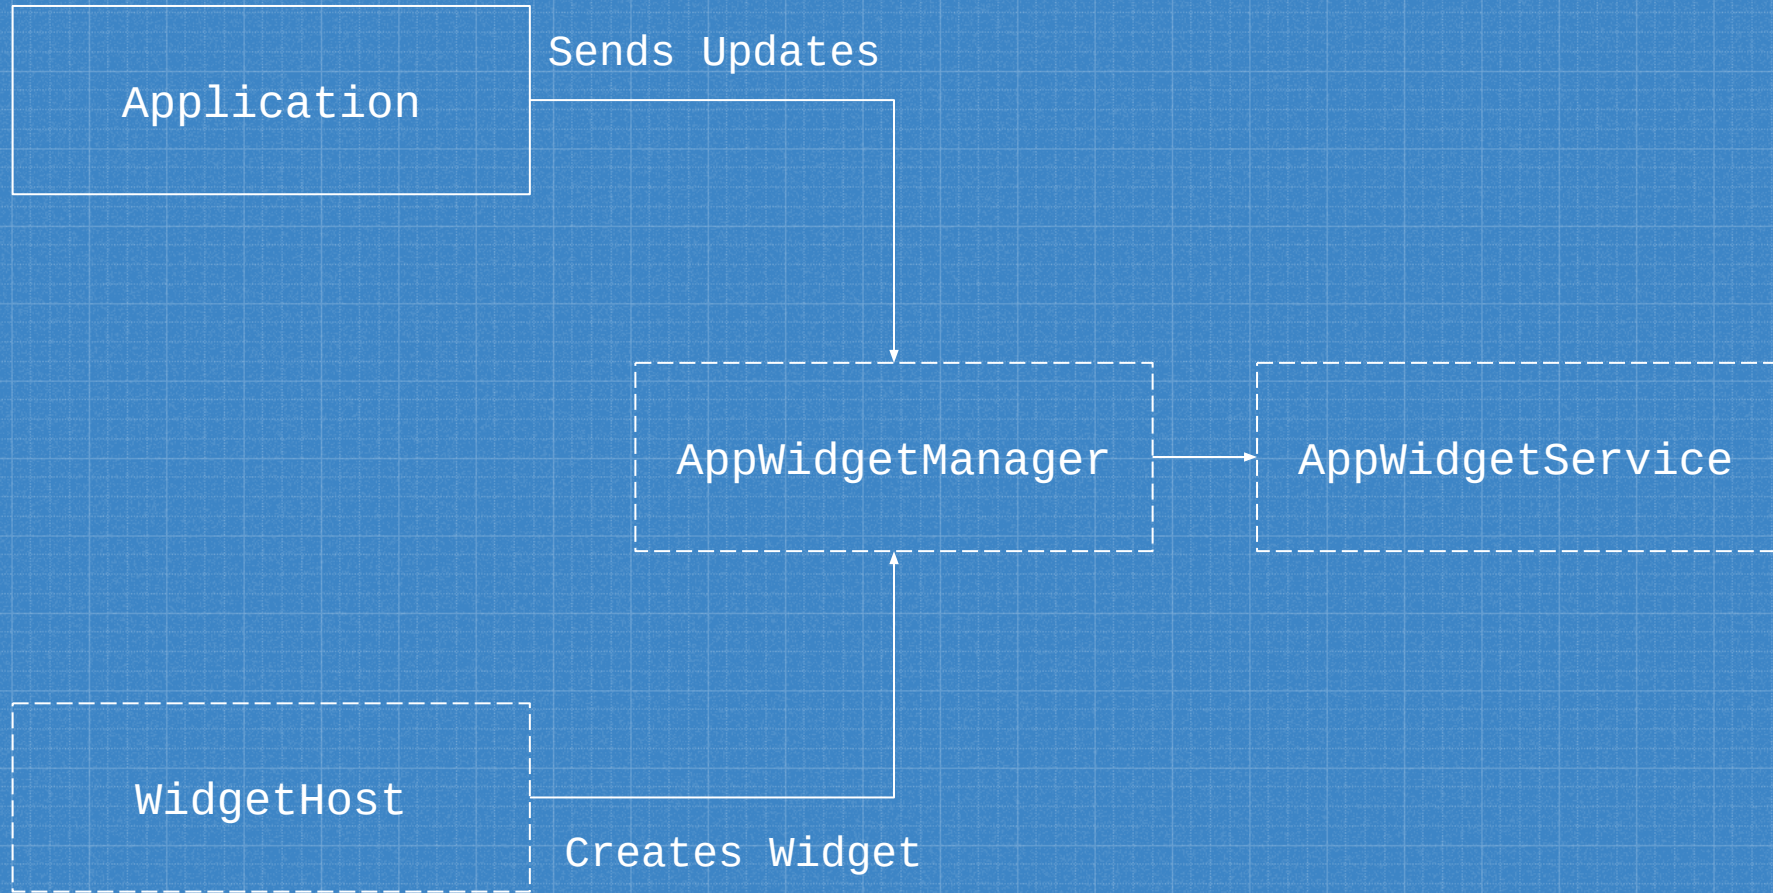 Sends Updates
Application
AppWidgetManager
AppWidgetService
WidgetHost
Creates Widget